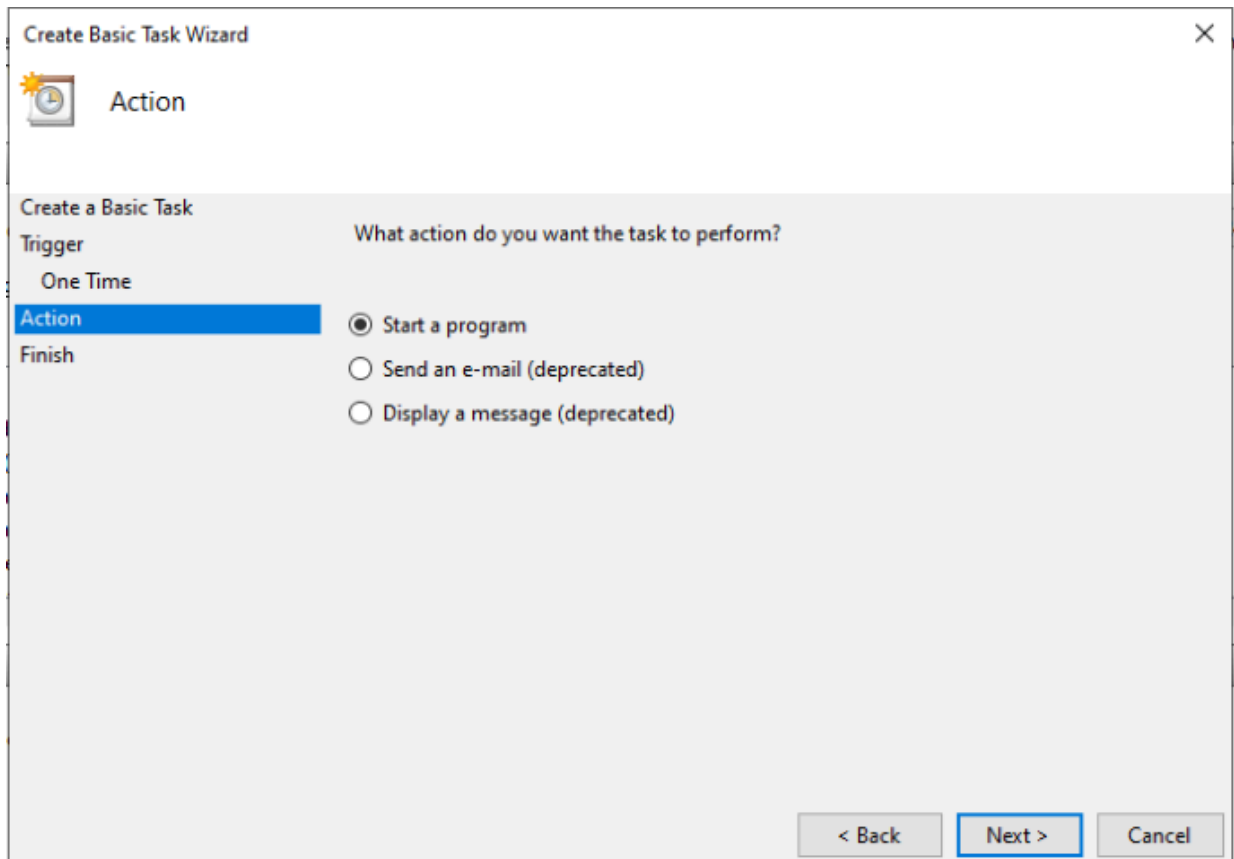 Create Basic Task Wizard
Action
Create a Basic Task
Trigger
One Time
Action
Finish
What action do you want the task to perform?
Start a program
Send an e-mail (deprecated)
Display a message (deprecated)
< Back
Next >
Cancel